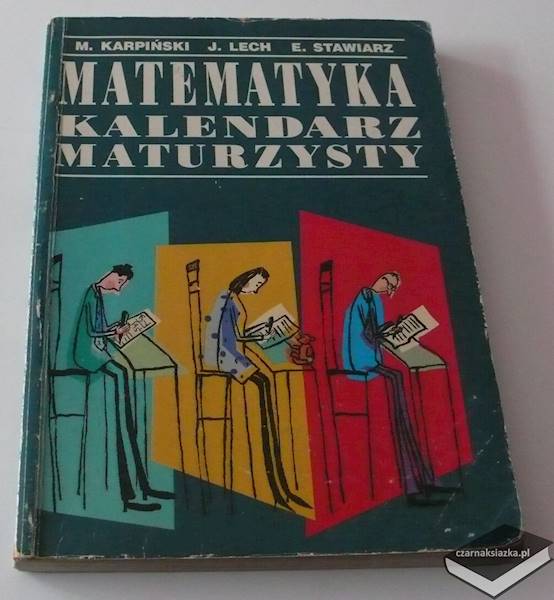 M. KARPIŃSKI J. LECH E. STAWIARZ
MATEMATYKA
KALENDARZ
MATURZYSTY
czarnaksiazka.pl